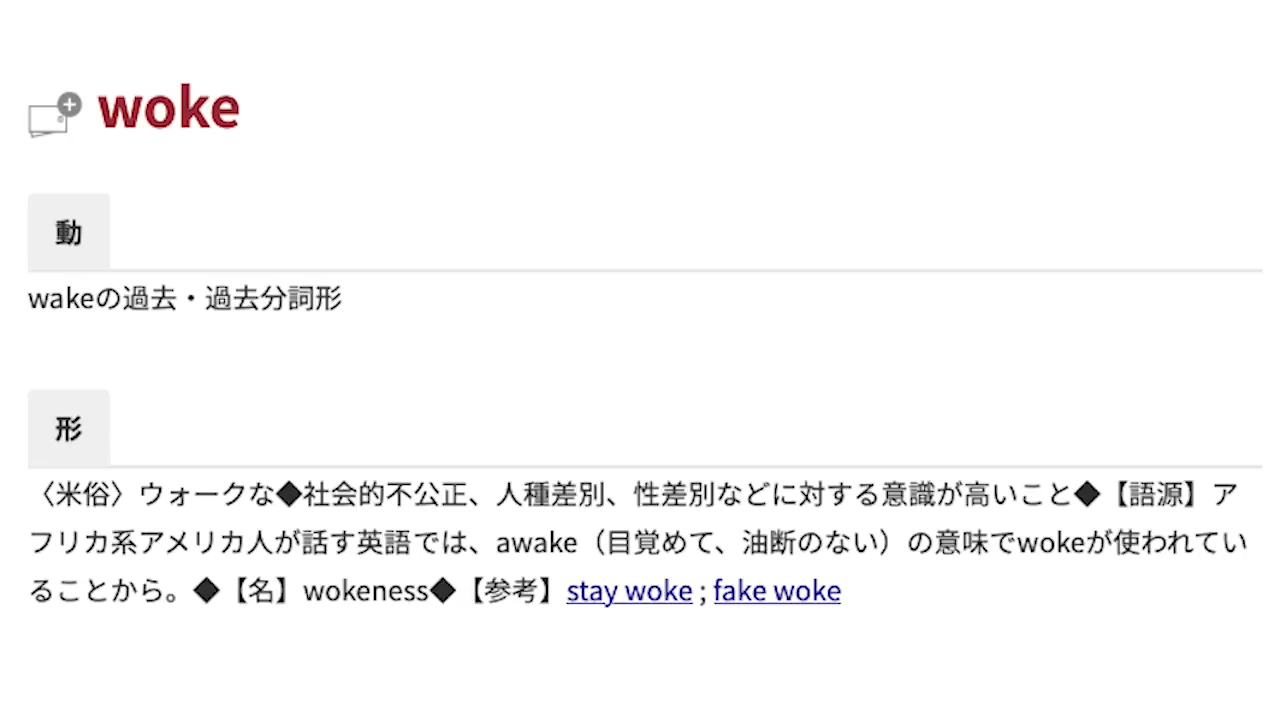 woke
動
wakeの過去・過去分詞形
形
〈米俗〉ウォークな◆社会的不公正、人種差別、性差別などに対する意識が高いこと◆【語源】ア
フリカ系アメリカ人が話す英語では、awake（目覚めて、油断のない）の意味でwokeが使われてい
ることから。◆【名】wokeness◆【参考】stay woke ; fake woke